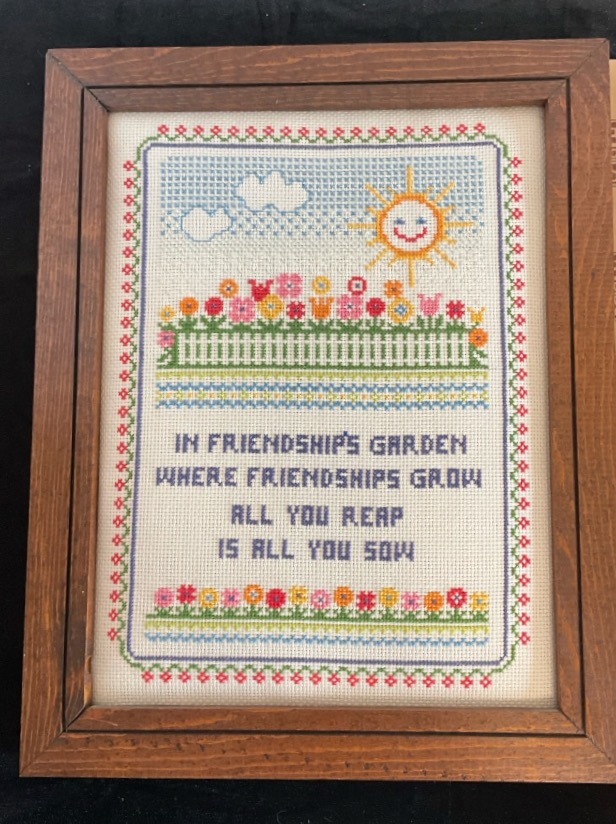 IN FRIENDSHIP'S GARDEN
WHERE FRIENDSHIPS GROW
ALL YOU REAP
IS ALL YOU SOW